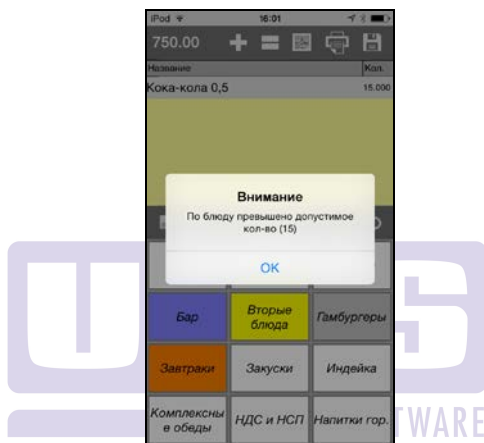 iPod 16:01
750.00
Название Кол.
Кока-кола 0,5 15.000
Внимание
По блюду превышено допустимое
кол-во (15)
OK
Бар Вторые
блюда Гамбургеры
Завтраки Закуски Индейка
Комплексны
е обеды НДС и НСП Напитки гор.
TWARE